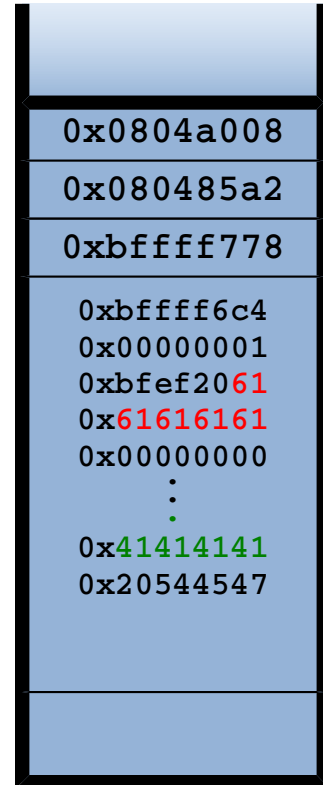 0x0804a008
0x080485a2
0xbffff778
0xbffff6c4
0x00000001
0xbfef2061
0x61616161
0x00000000
.
.
.
0x41414141
0x20544547